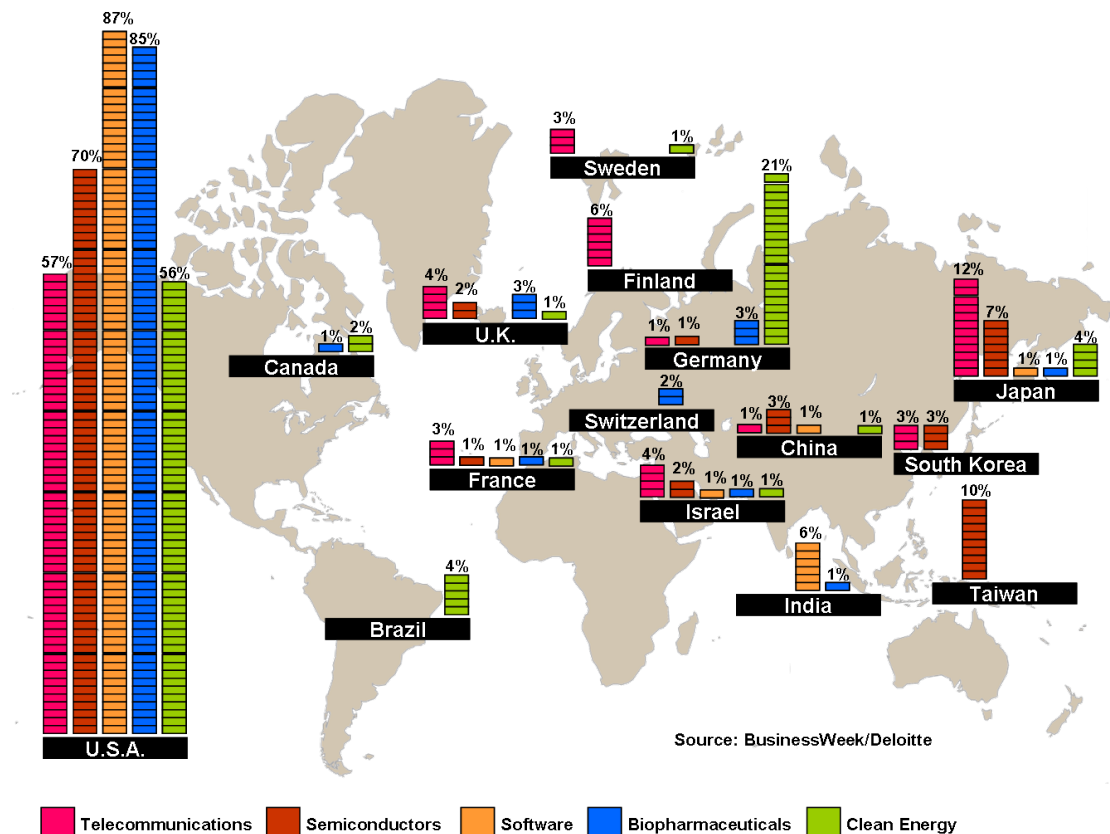 87%
85%
70%
57%
56%
U.S.A.
3% 1%
Sweden
6%
Finland
4% 2% 3% 1%
U.K.
1% 1% 3% 21%
Germany
12% 7% 1% 1% 4%
Japan
1% 2%
Canada
2%
Switzerland
1% 3% 1% 1%
China
3% 3%
South Korea
3% 1% 1% 1% 1%
France
4% 2% 1% 1% 1%
Israel
10%
Taiwan
6% 1%
India
4%
Brazil
Source: BusinessWeek/Deloitte
Telecommunications Semiconductors Software Biopharmaceuticals Clean Energy